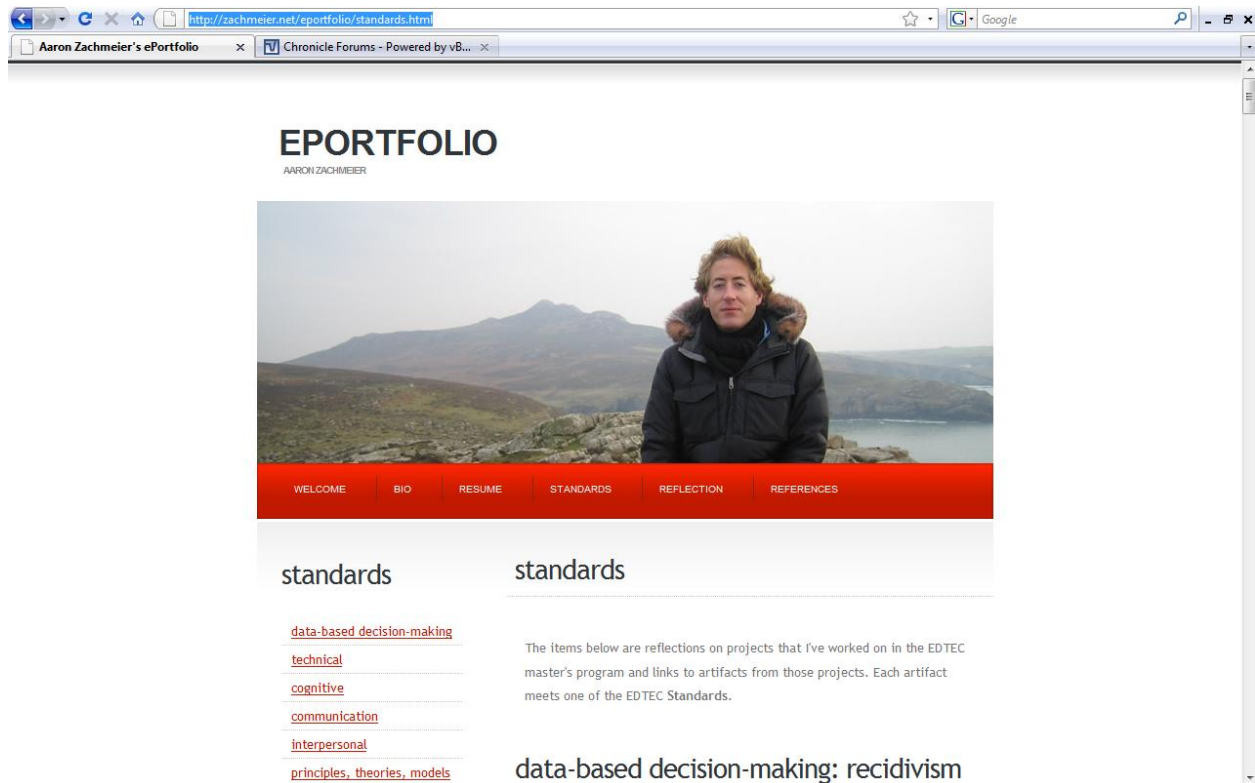 http://zachmeier.net/eportfolio/standards.html
Google
Aaron Zachmeier's ePortfolio
Chronicle Forums - Powered by vB...
EPORTFOLIO
AARON ZACHMEIER
WELCOME BIO RESUME STANDARDS REFLECTION REFERENCES
standards
data-based decision-making
technical
cognitive
communication
interpersonal
principles, theories, models
standards
The items below are reflections on projects that I've worked on in the EDTEC
master's program and links to artifacts from those projects. Each artifact
meets one of the EDTEC Standards.
data-based decision-making: recidivism